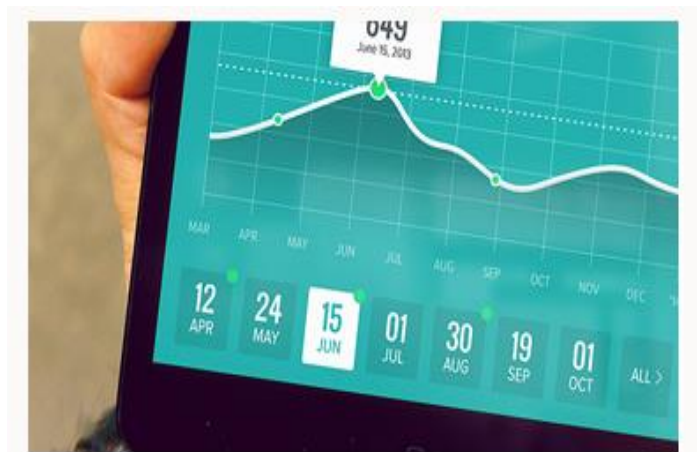 649
June 15, 2013
MAR APR MAY JUN JUL AUG SEP OCT NOV DEC
12 24 15 01 30 19 01
APR MAY JUN JUL AUG SEP OCT ALL >